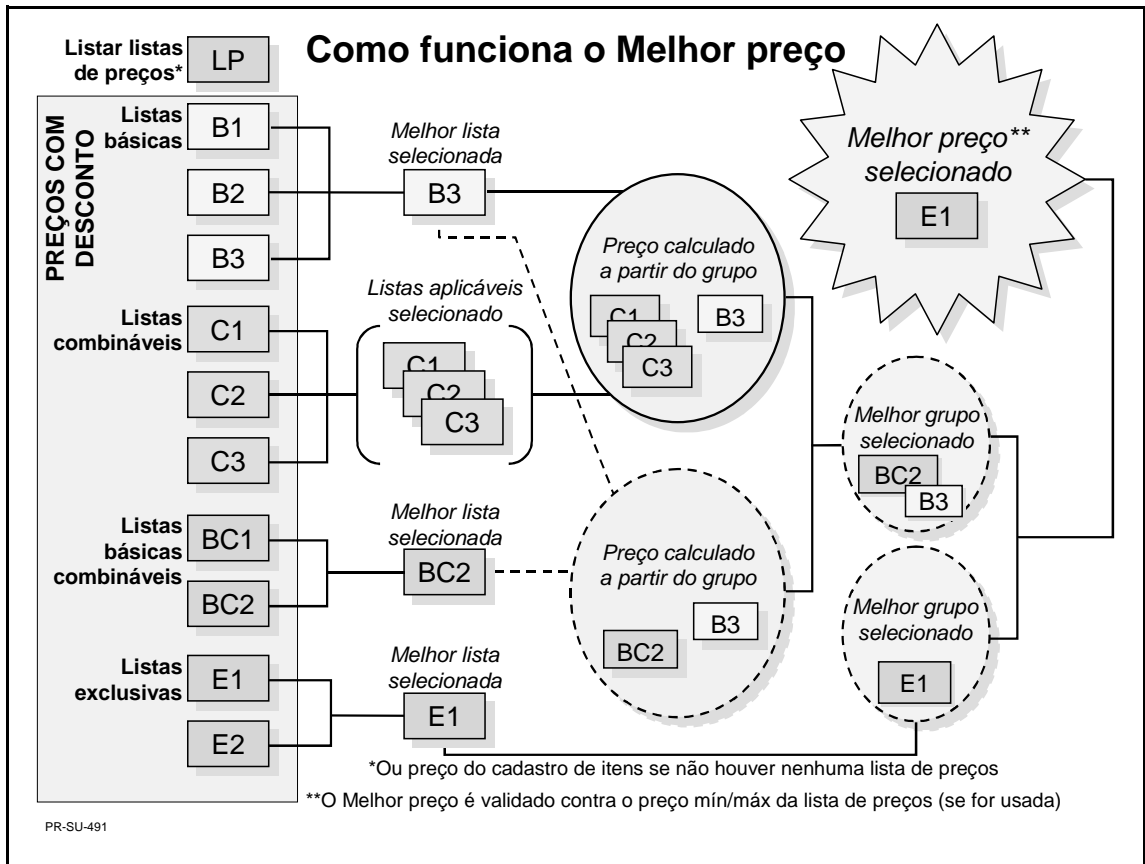 Como funciona o Melhor preço
Listar listas
de preços*
LP
PREÇOS COM
DESCONTO
Listas
básicas
B1
B2
B3
Listas
combináveis
C1
C2
C3
Listas
básicas
combináveis
BC1
BC2
Listas
exclusivas
E1
E2
Melhor lista
selecionada
B3
Listas aplicáveis
selecionado
C1
C2
C3
Melhor lista
selecionada
BC2
Melhor lista
selecionada
E1
Preço calculado
a partir do grupo
C1
C2
C3
B3
Preço calculado
a partir do grupo
BC2
B3
Melhor preço**
selecionado
E1
Melhor grupo
selecionado
BC2
B3
Melhor grupo
selecionado
E1
*Ou preço do cadastro de itens se não houver nenhuma lista de preços
**O Melhor preço é validado contra o preço mín/máx da lista de preços (se for usada)
PR-SU-491